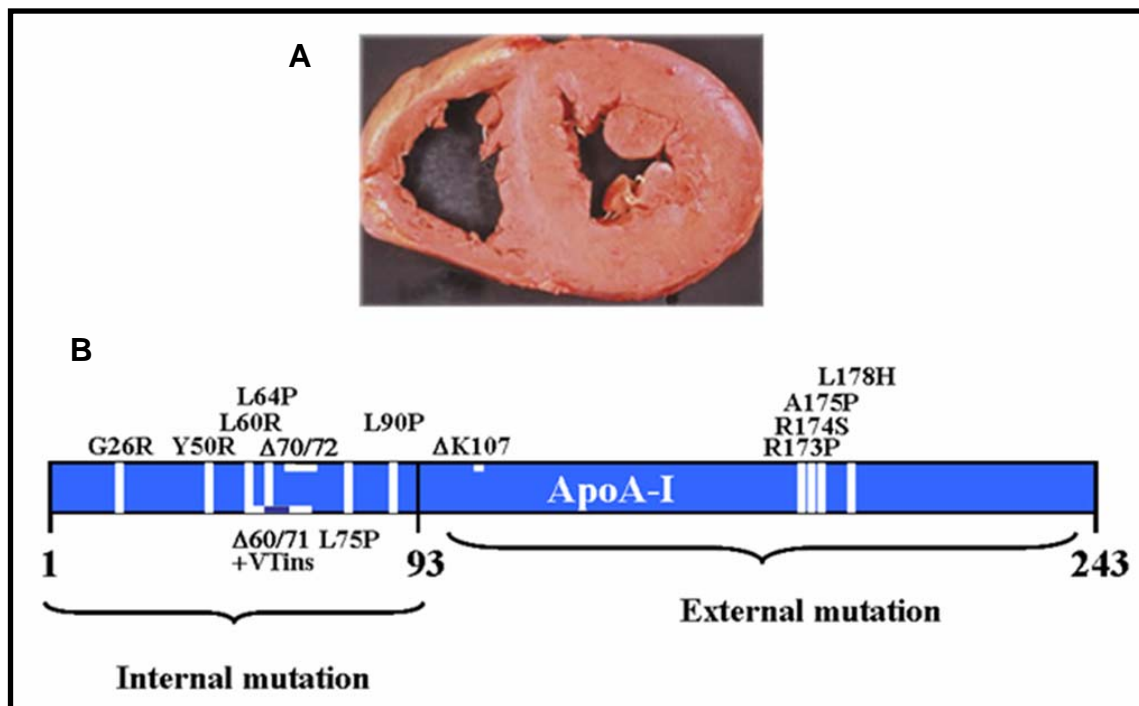 A
B
L178H
L64P
A175P
L60R
L90P
R174S
G26R
Y50R
Δ70/72
ΔK107
R173P
ApoA-I
Δ60/71
L75P
+VTins
1
93
243
External mutation
Internal mutation